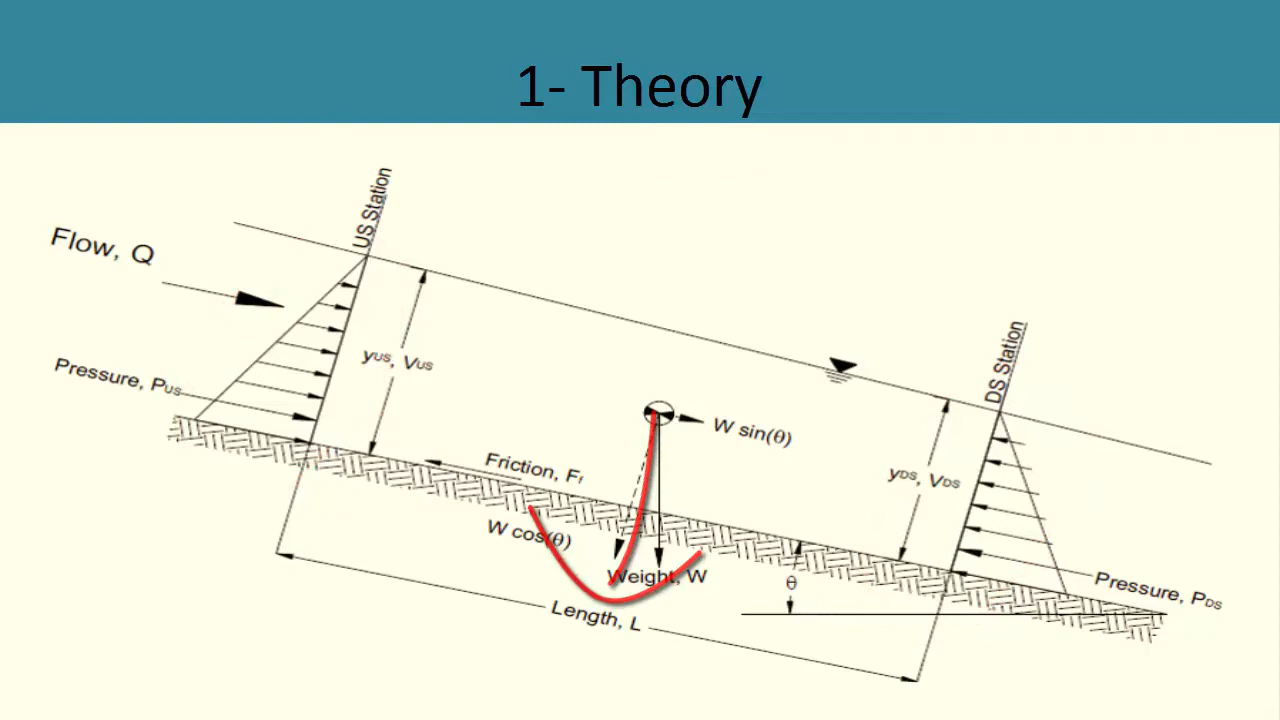 1- Theory
US Station
Flow, Q
yUS, VUS
Pressure, PUS
DS Station
W sin(θ)
Friction, Ff
yDS, VDS
W cos(θ)
Weight, W
θ
Pressure, PDS
Length, L